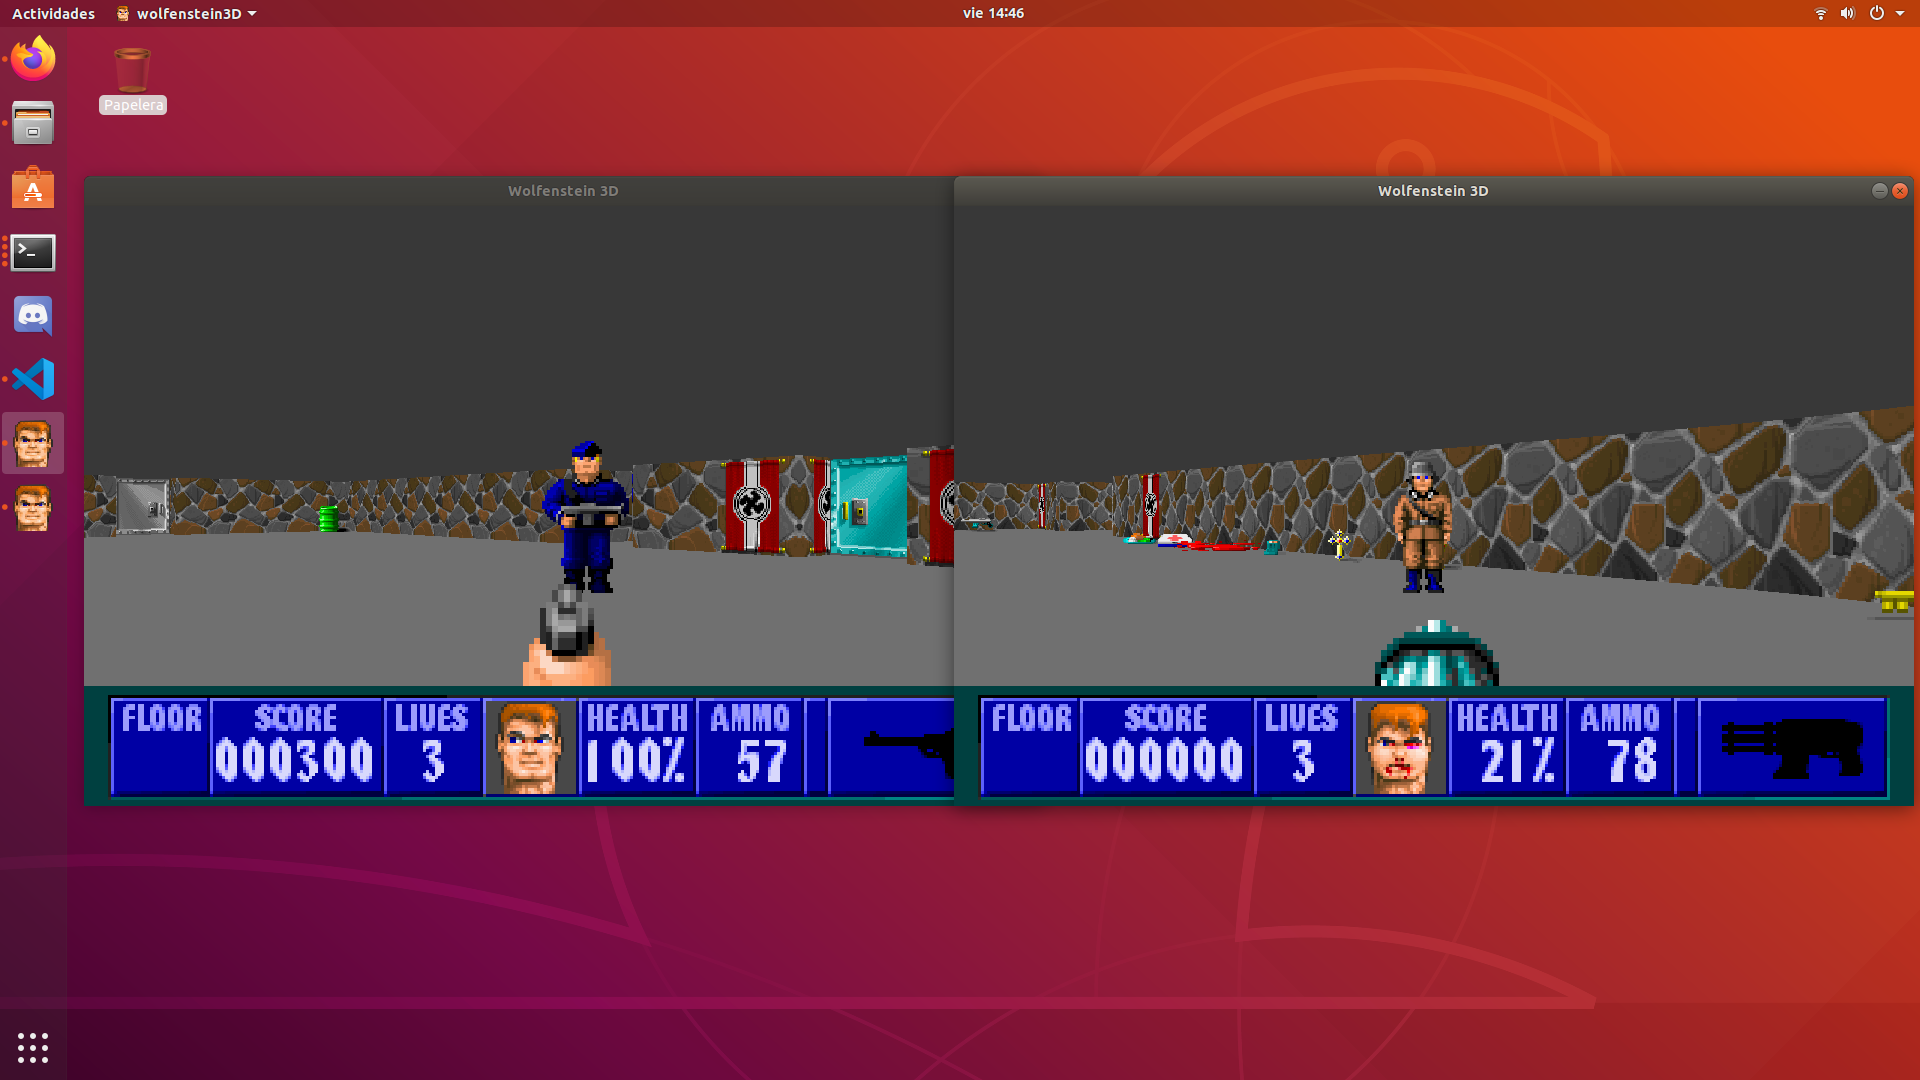 Actividades wolfenstein3D vie 14:46
Papelera
Wolfenstein 3D
FLOOR SCORE LIVES HEALTH AMMO
000300 3 100% 57
Wolfenstein 3D
FLOOR SCORE LIVES HEALTH AMMO
000000 3 21% 78